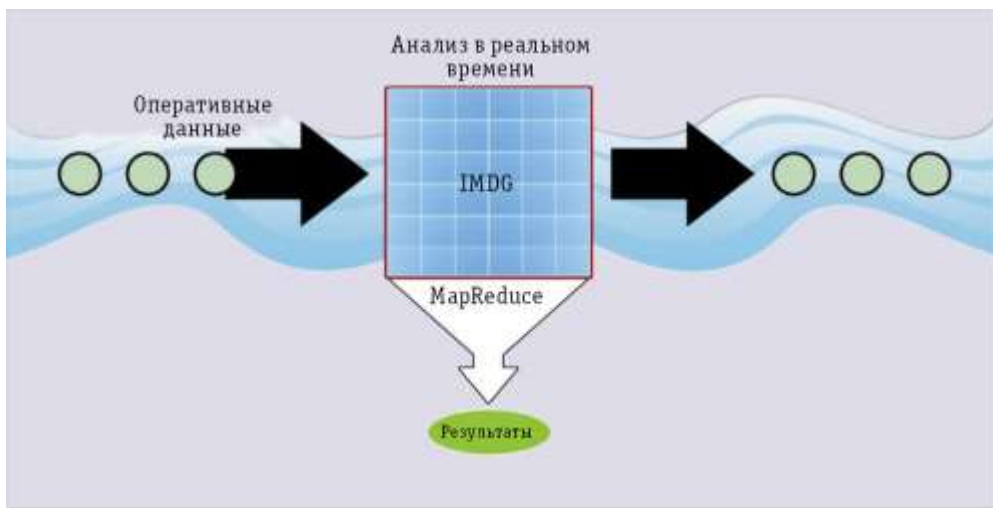 Анализ в реальном
времени
Оперативные
данные
IMDG
MapReduce
Результаты